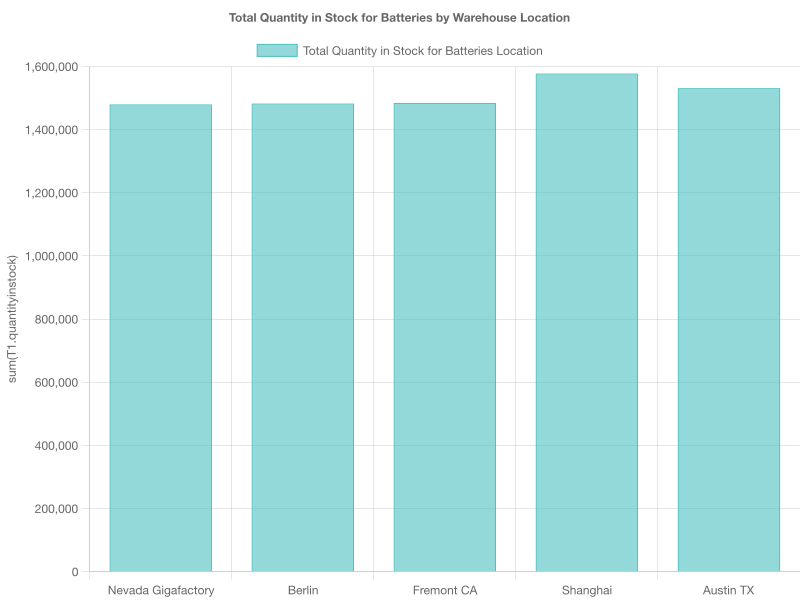 Total Quantity in Stock for Batteries by Warehouse Location
Total Quantity in Stock for Batteries Location
sum(T1.quantityinstock)
1,600,000
1,400,000
1,200,000
1,000,000
800,000
600,000
400,000
200,000
0
Nevada Gigafactory Berlin Fremont CA Shanghai Austin TX